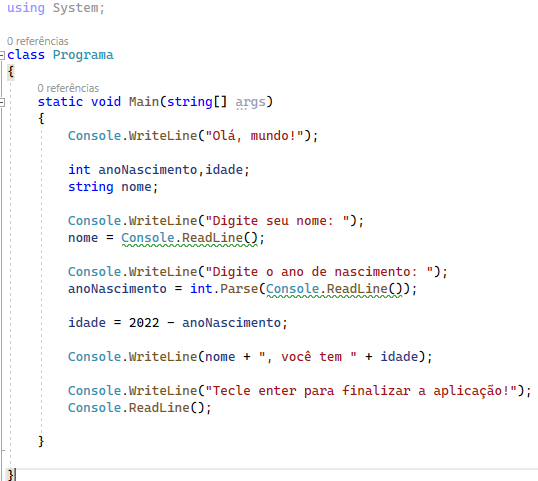 using System;
0 referências
class Programa
{
0 referências
static void Main(string[] args)
{
Console.WriteLine("Olá, mundo!");
int anoNascimento,idade;
string nome;
Console.WriteLine("Digite seu nome: ");
nome = Console.ReadLine();
Console.WriteLine("Digite o ano de nascimento: ");
anoNascimento = int.Parse(Console.ReadLine());
idade = 2022 - anoNascimento;
Console.WriteLine(nome + ", você tem " + idade);
Console.WriteLine("Tecle enter para finalizar a aplicação!");
Console.ReadLine();
}
}